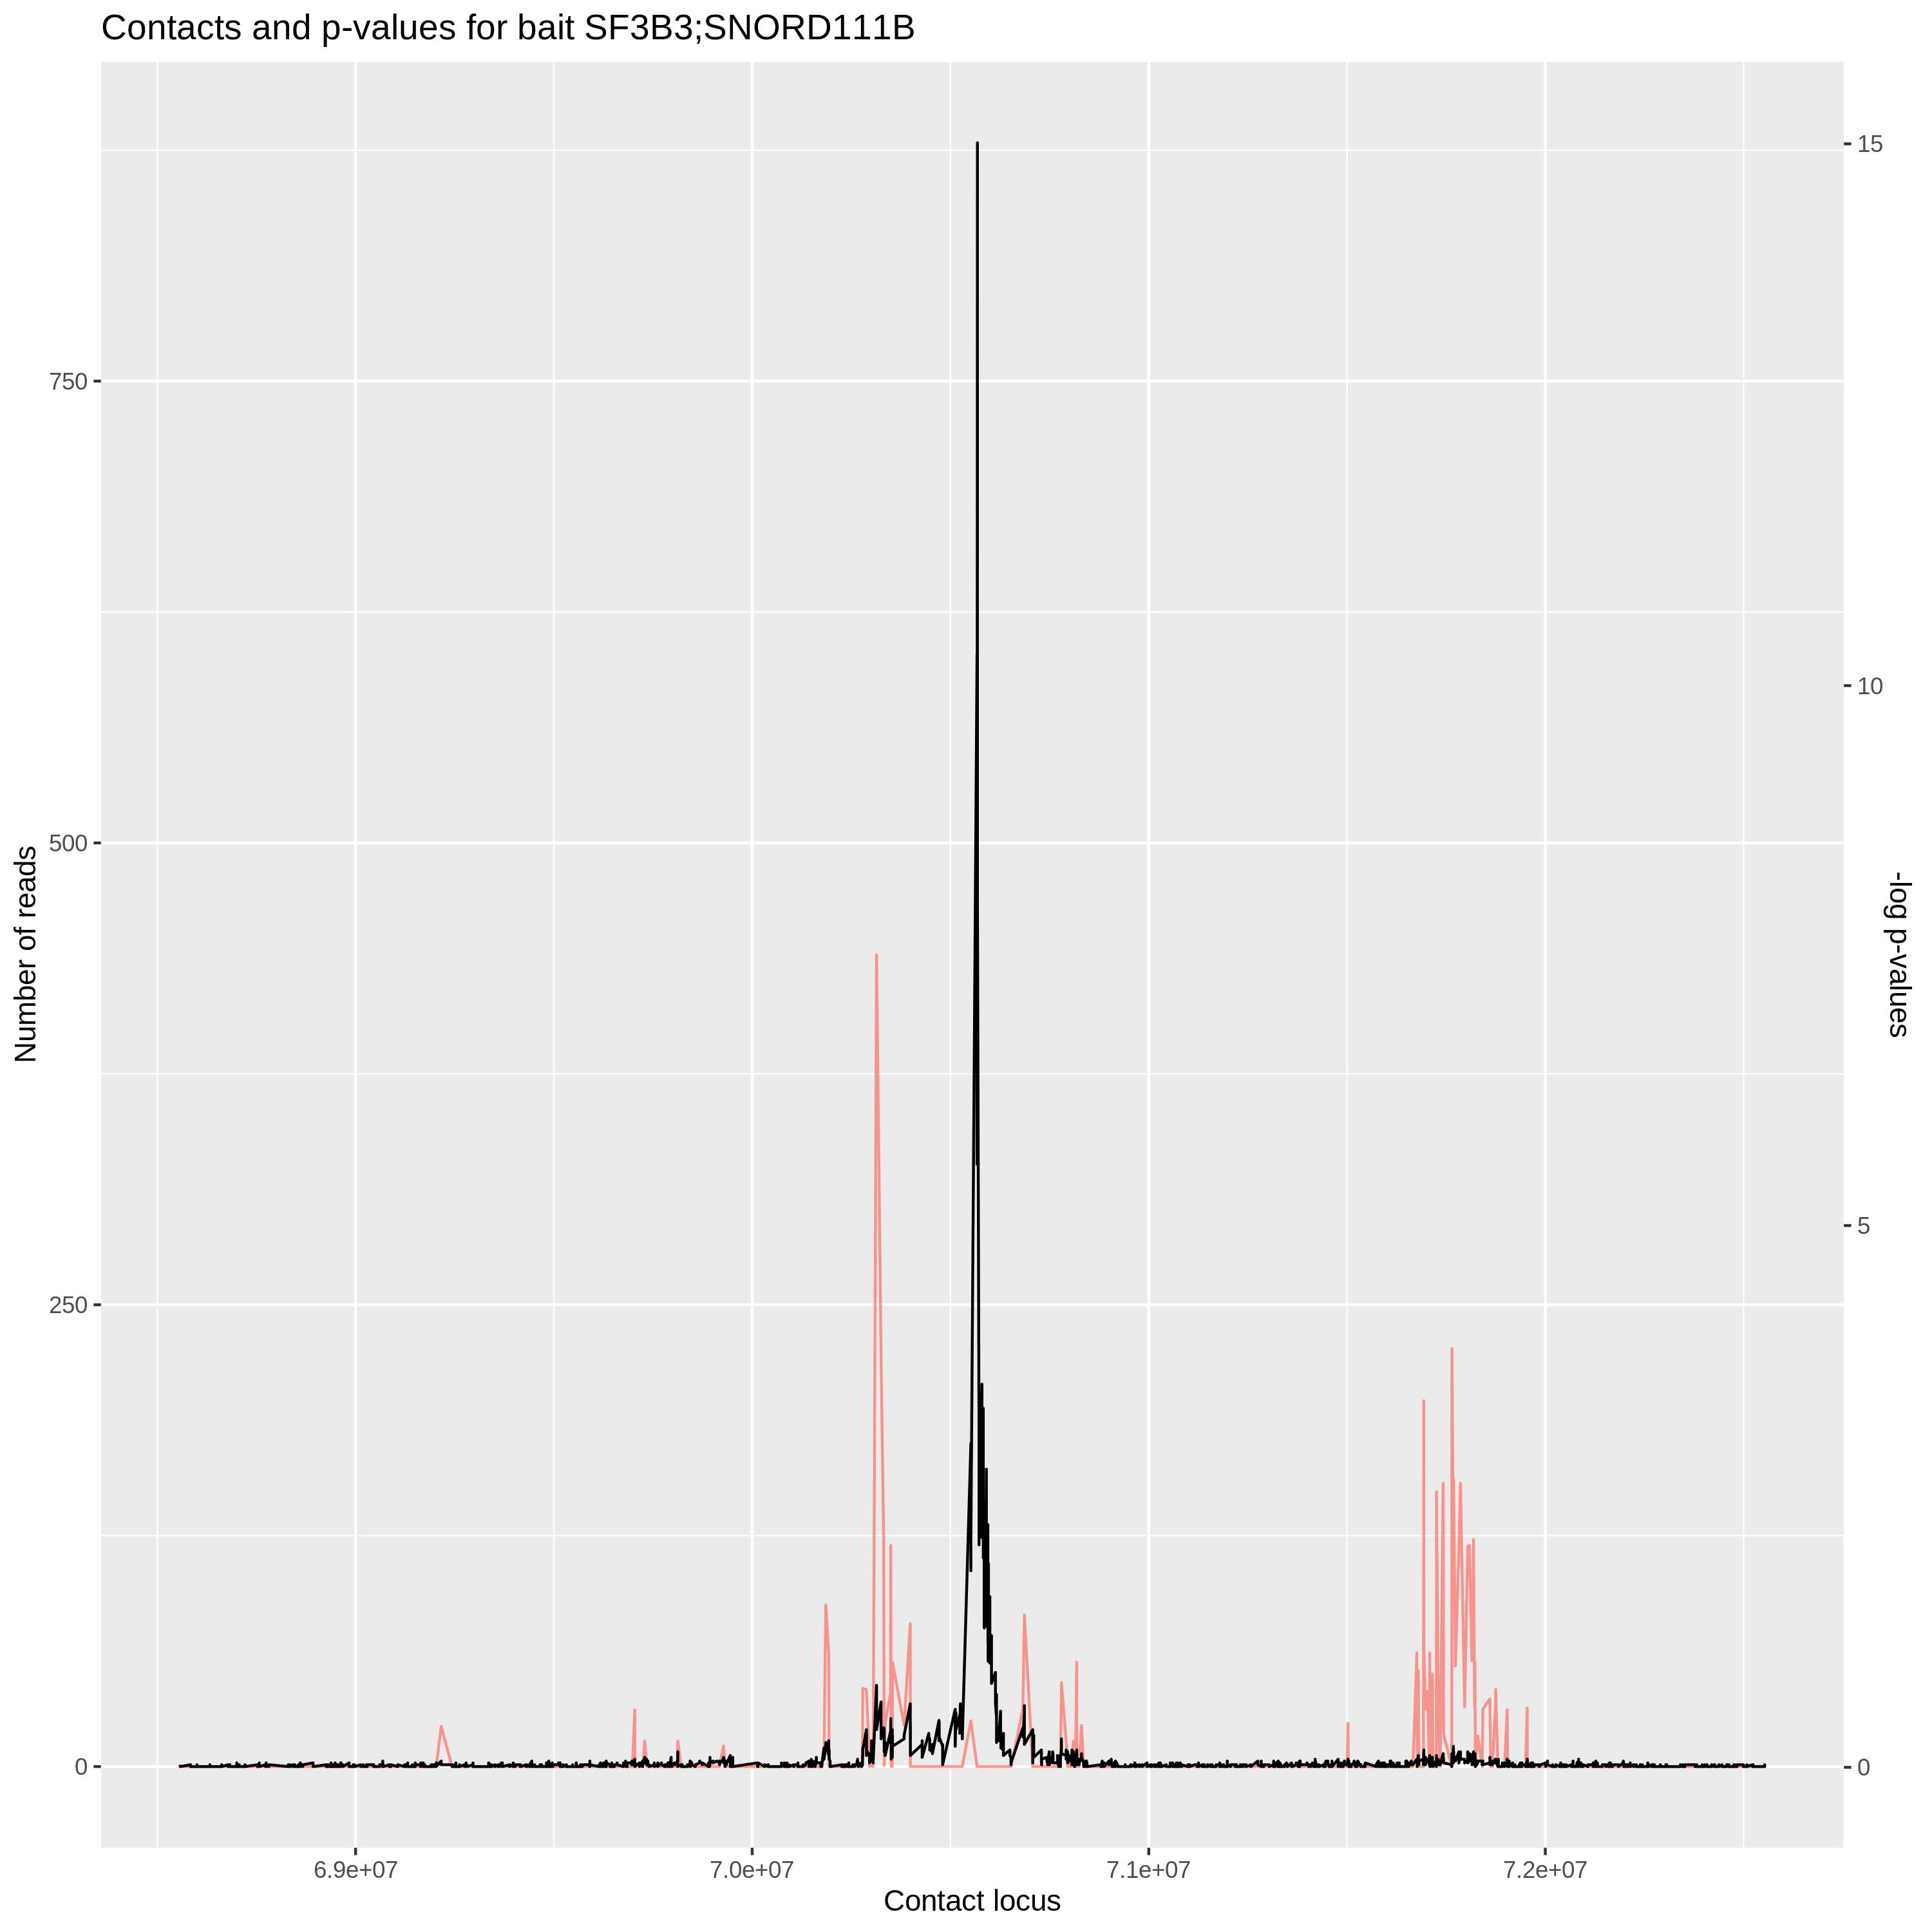 Contacts and p-values for bait SF3B3;SNORD111B
750
500
250
0
Number of reads
15
10
5
0
-log p-values
6.9e+07
7.0e+07
7.1e+07
7.2e+07
Contact locus